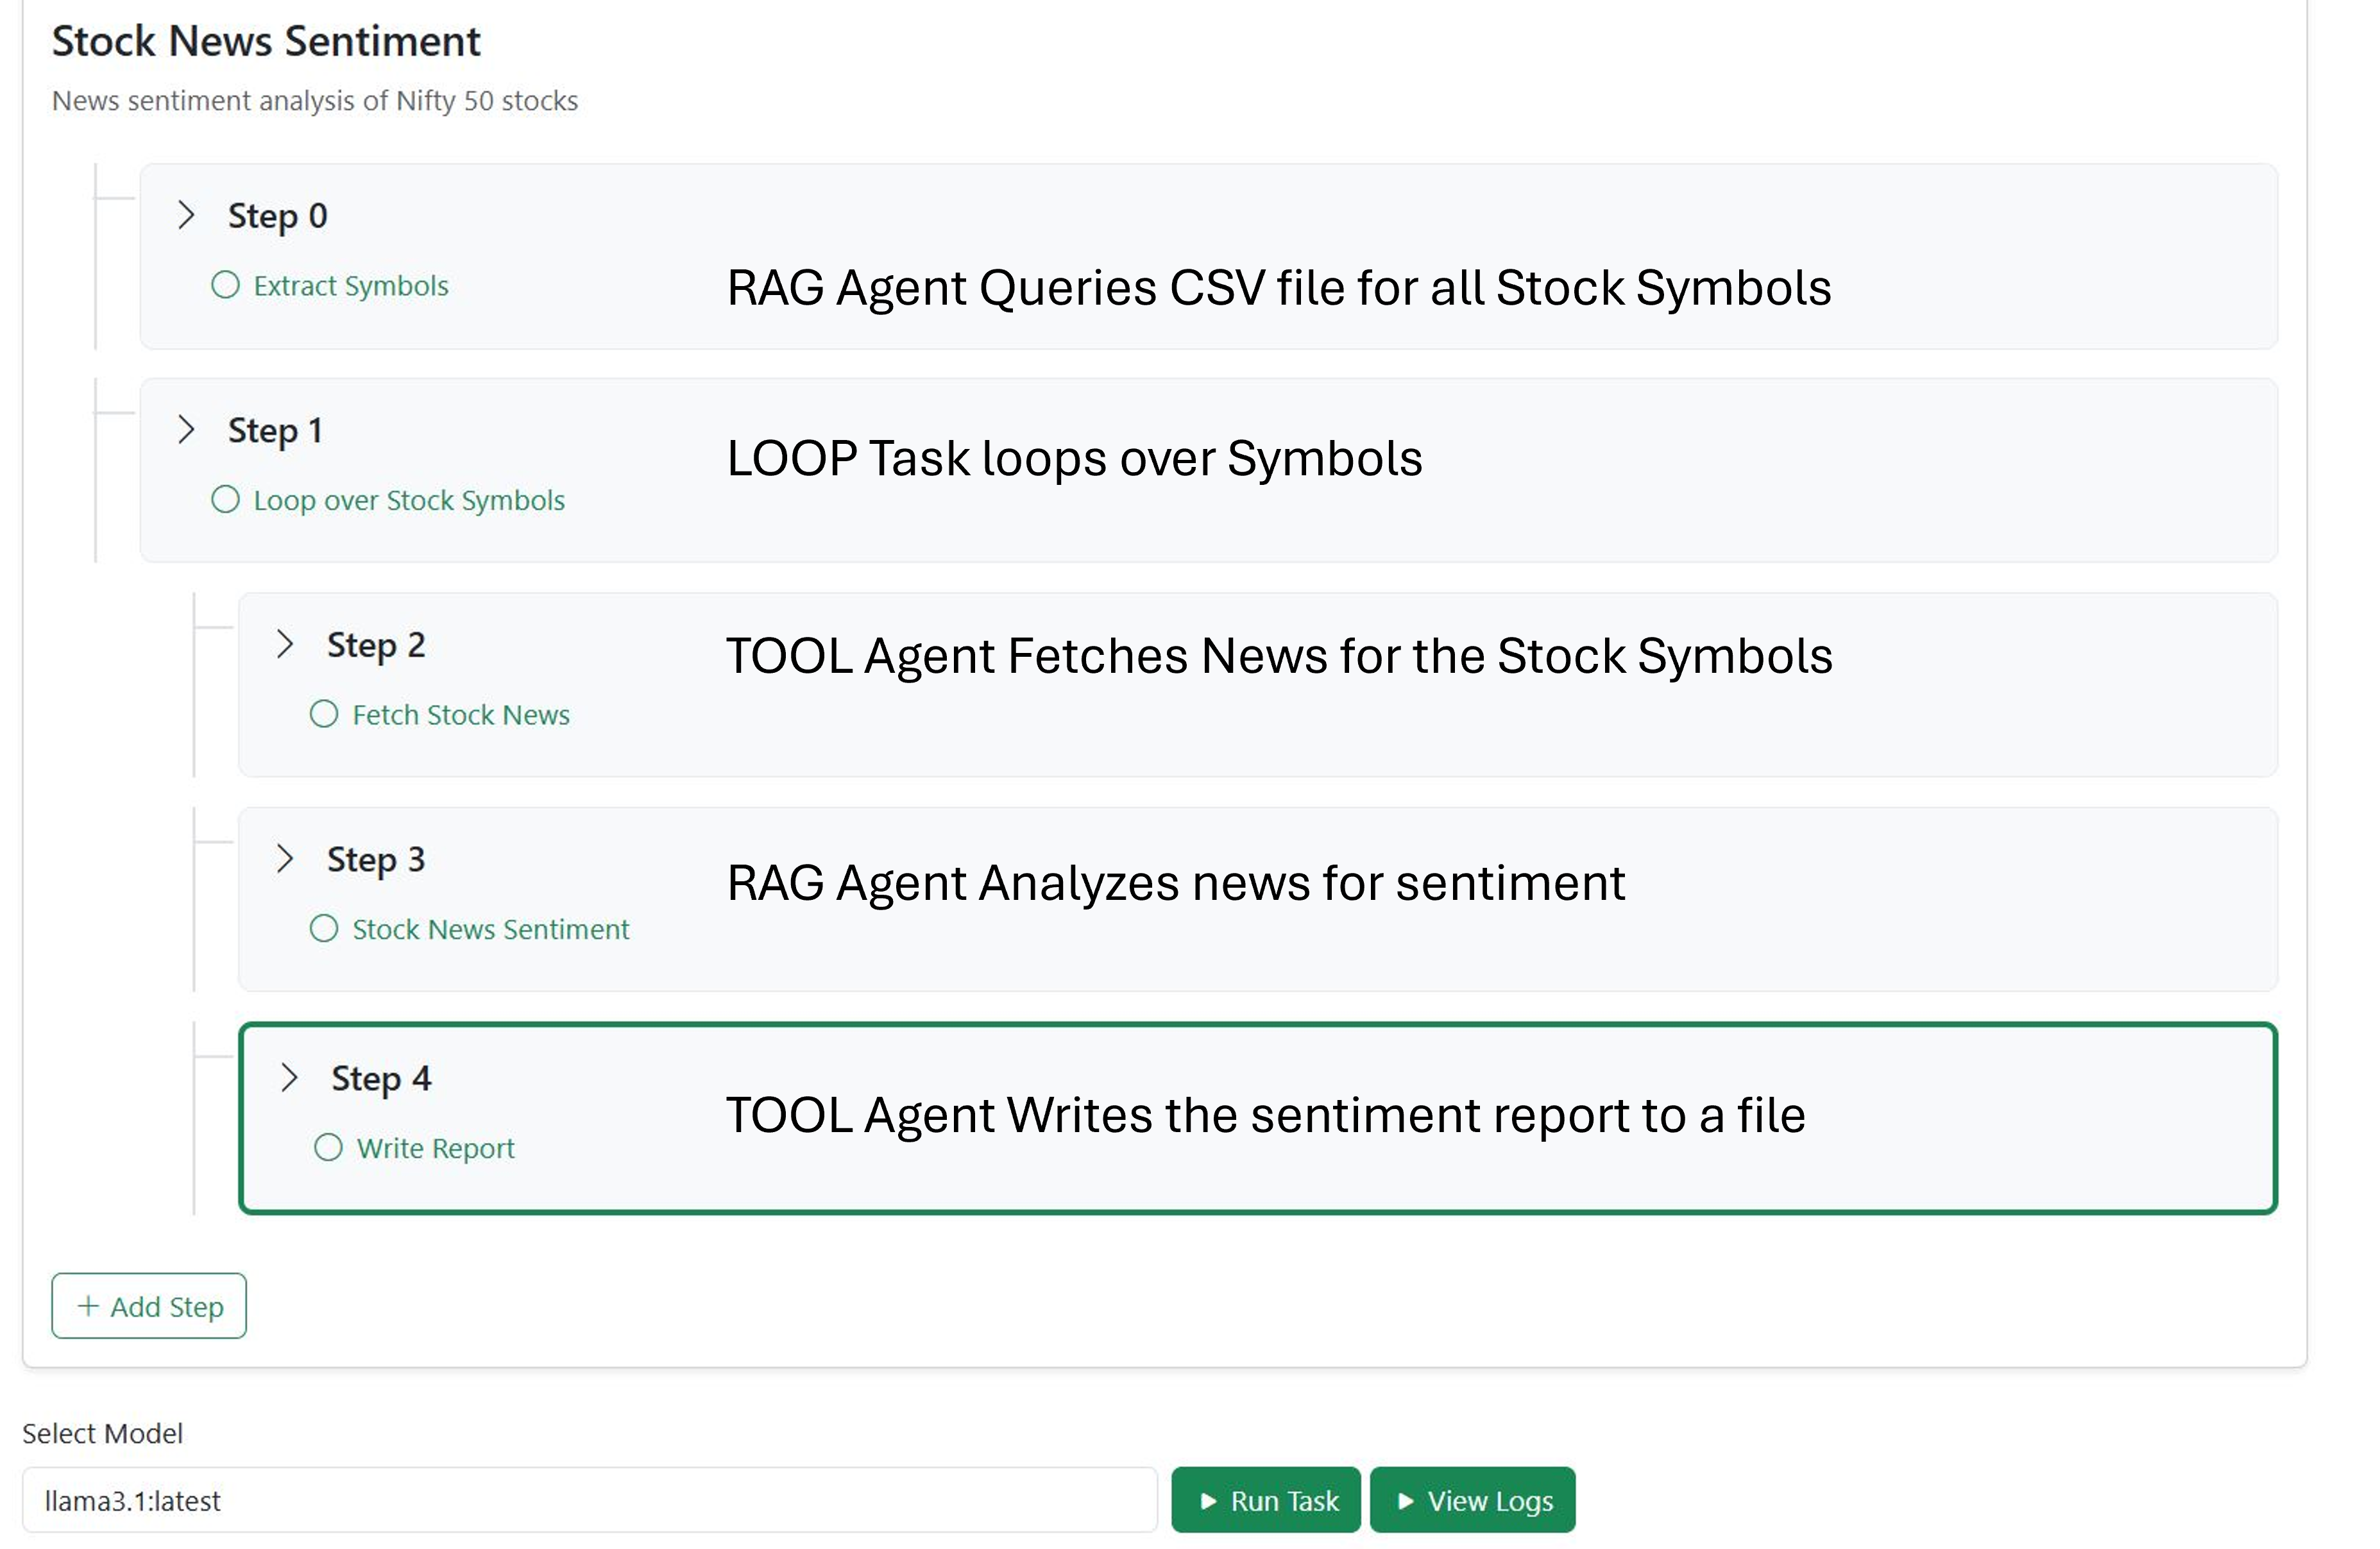 Stock News Sentiment
News sentiment analysis of Nifty 50 stocks
Step 0
Extract Symbols
RAG Agent Queries CSV file for all Stock Symbols
Step 1
LOOP Task loops over Symbols
Loop over Stock Symbols
Step 2
TOOL Agent Fetches News for the Stock Symbols
Fetch Stock News
Step 3
RAG Agent Analyzes news for sentiment
Stock News Sentiment
Step 4
TOOL Agent Writes the sentiment report to a file
Write Report
+ Add Step
Select Model
llama3.1:latest
Run Task
View Logs